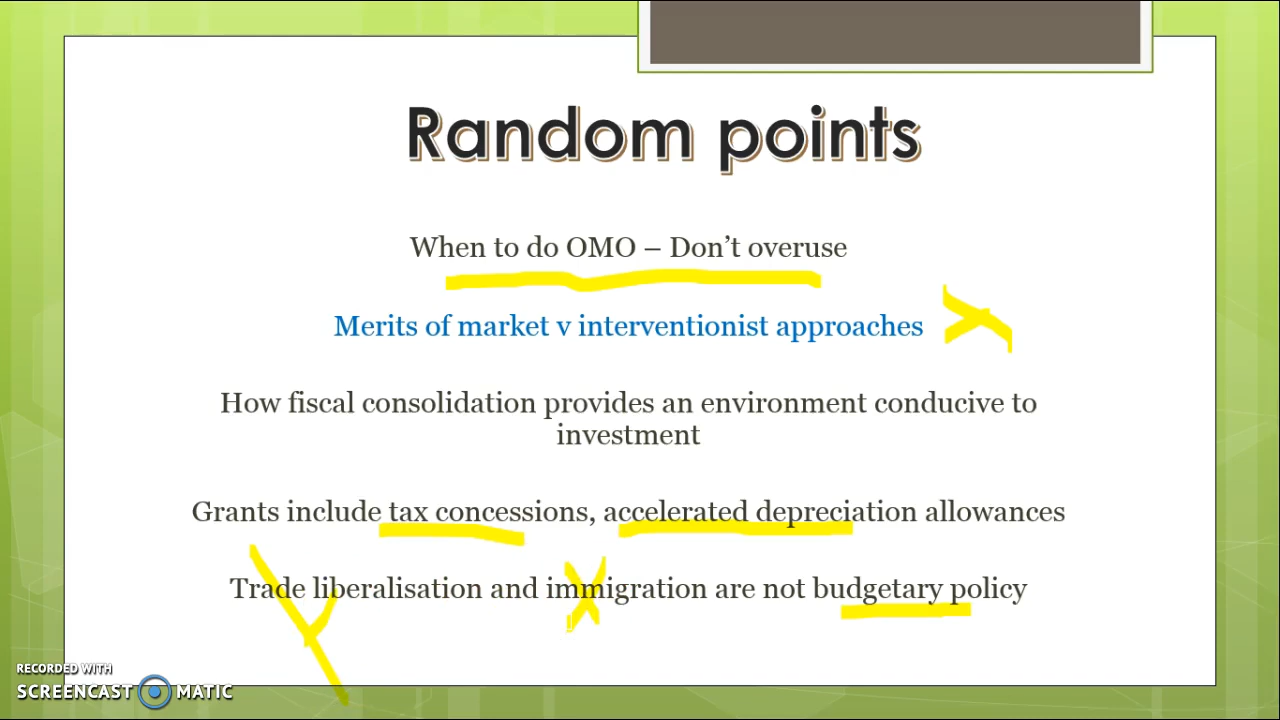 Random points
When to do OMO – Don’t overuse
Merits of market v interventionist approaches
How fiscal consolidation provides an environment conducive to
investment
Grants include tax concessions, accelerated depreciation allowances
Trade liberalisation and immigration are not budgetary policy
RECORDED WITH
SCREENCAST MATIC